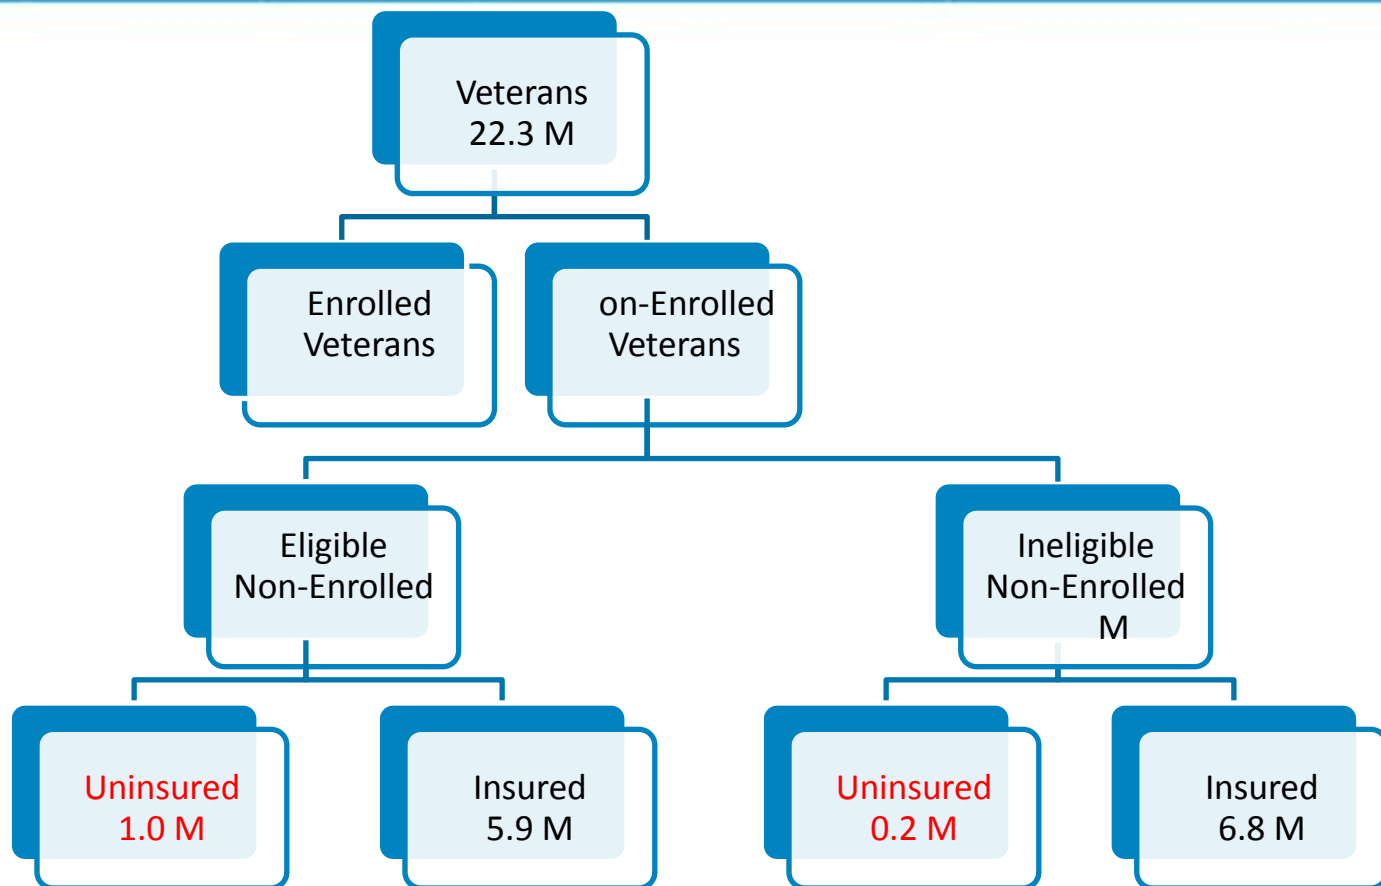 Veterans
22.3 M
Enrolled
Veterans
on-Enrolled
Veterans
Eligible
Non-Enrolled
Ineligible
Non-Enrolled
M
Uninsured
1.0 M
Insured
5.9 M
Uninsured
0.2 M
Insured
6.8 M